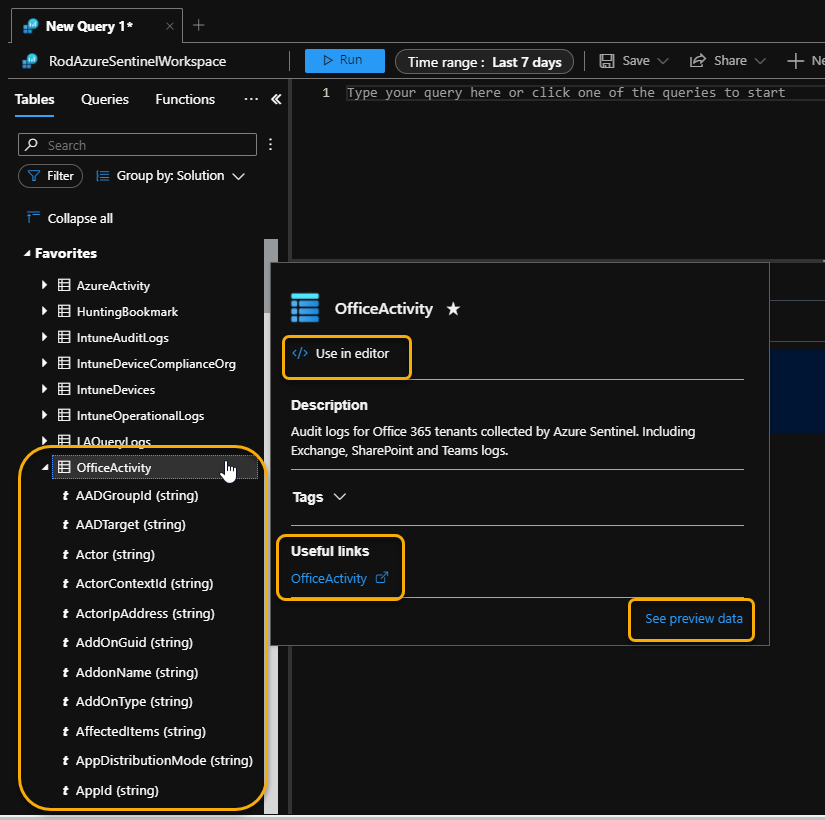 New Query 1*
RodAzureSentinelWorkspace
Run
Time range : Last 7 days
Save
Share
Ne
Tables
Queries
Functions
1
Type your query here or click one of the queries to start
Search
Filter
Group by: Solution
Collapse all
Favorites
AzureActivity
HuntingBookmark
IntuneAuditLogs
IntuneDeviceComplianceOrg
IntuneDevices
IntuneOperationalLogs
LAQueryLogs
OfficeActivity
t AADGroupId (string)
t AADTarget (string)
t Actor (string)
t ActorContextId (string)
t ActorIpAddress (string)
t AddOnGuid (string)
t AddonName (string)
t AddOnType (string)
t AffectedItems (string)
t AppDistributionMode (string)
t AppId (string)
OfficeActivity
</> Use in editor
Description
Audit logs for Office 365 tenants collected by Azure Sentinel. Including
Exchange, SharePoint and Teams logs.
Tags
Useful links
OfficeActivity
See preview data